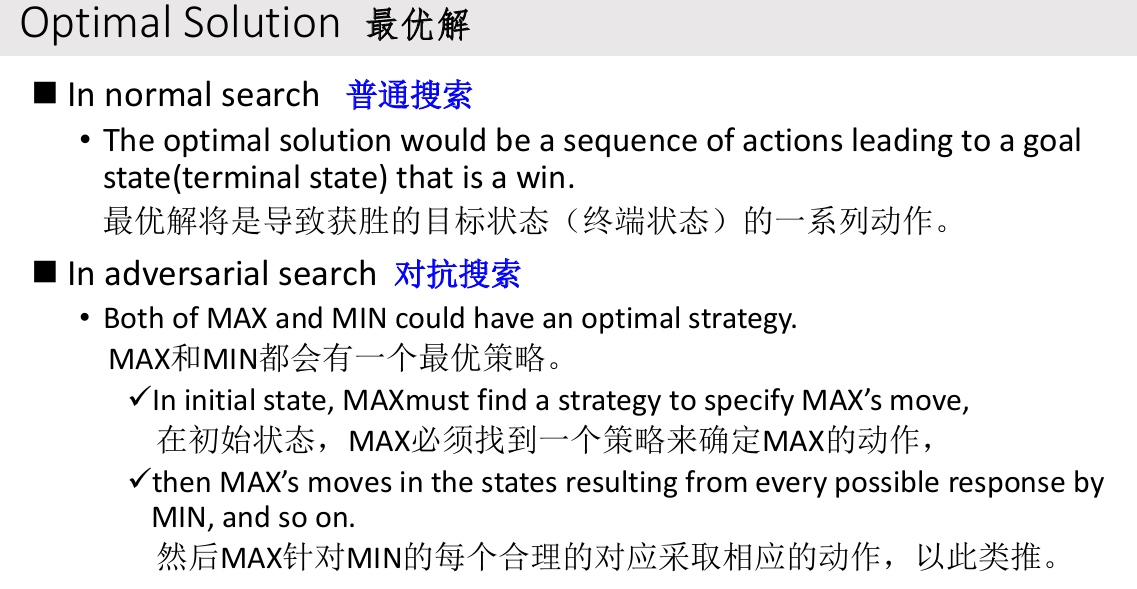 Optimal Solution 最优解
■ In normal search 普通搜索
• The optimal solution would be a sequence of actions leading to a goal
state(terminal state) that is a win.
最优解将是导致获胜的目标状态（终端状态）的一系列动作。
■ In adversarial search 对抗搜索
• Both of MAX and MIN could have an optimal strategy.
MAX和MIN都会有一个最优策略。
✓In initial state, MAXmust find a strategy to specify MAX’s move,
在初始状态，MAX必须找到一个策略来确定MAX的动作，
✓then MAX’s moves in the states resulting from every possible response by
MIN, and so on.
然后MAX针对MIN的每个合理的对应采取相应的动作，以此类推。